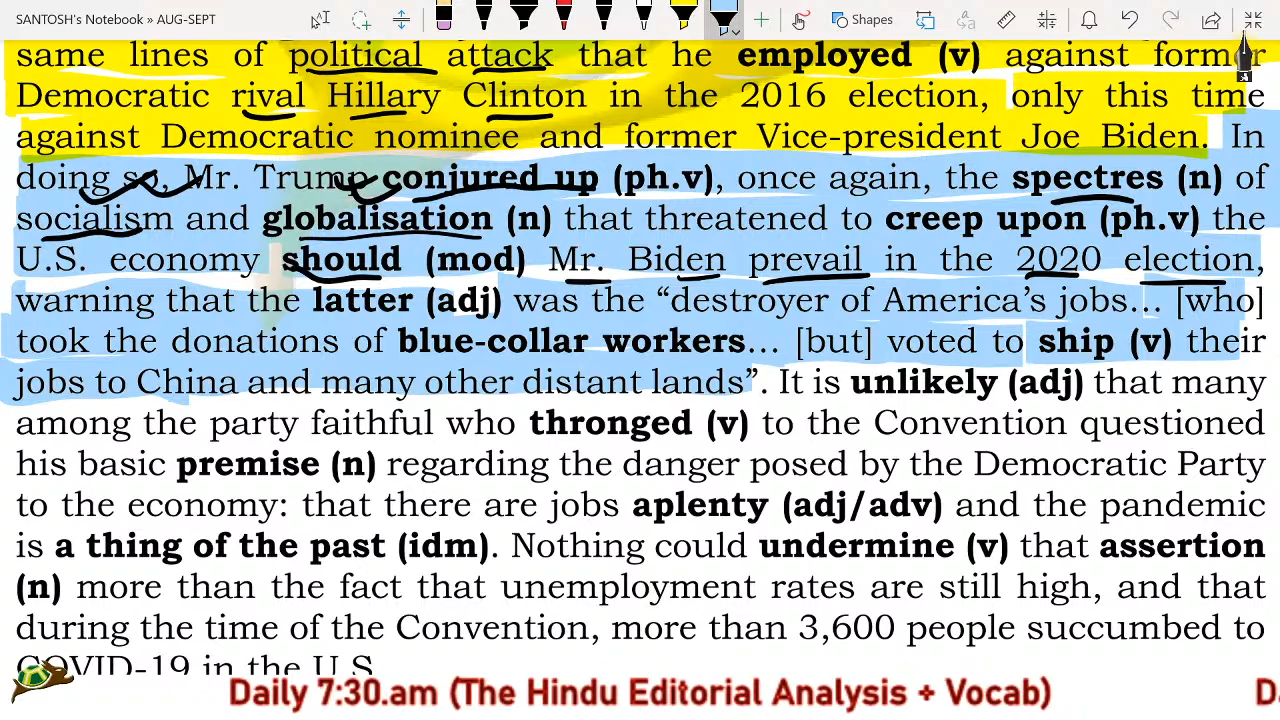 SANTOSH's Notebook » AUG-SEPT
Shapes
same lines of political attack that he employed (v) against former
Democratic rival Hillary Clinton in the 2016 election, only this time
against Democratic nominee and former Vice-president Joe Biden. In
doing so, Mr. Trump conjured up (ph.v), once again, the spectres (n) of
socialism and globalisation (n) that threatened to creep upon (ph.v) the
U.S. economy should (mod) Mr. Biden prevail in the 2020 election,
warning that the latter (adj) was the “destroyer of America’s jobs… [who]
took the donations of blue-collar workers… [but] voted to ship (v) their
jobs to China and many other distant lands”. It is unlikely (adj) that many
among the party faithful who thronged (v) to the Convention questioned
his basic premise (n) regarding the danger posed by the Democratic Party
to the economy: that there are jobs aplenty (adj/adv) and the pandemic
is a thing of the past (idm). Nothing could undermine (v) that assertion
(n) more than the fact that unemployment rates are still high, and that
during the time of the Convention, more than 3,600 people succumbed to
COVID-19 in the U.S.
Daily 7:30.am (The Hindu Editorial Analysis + Vocab)